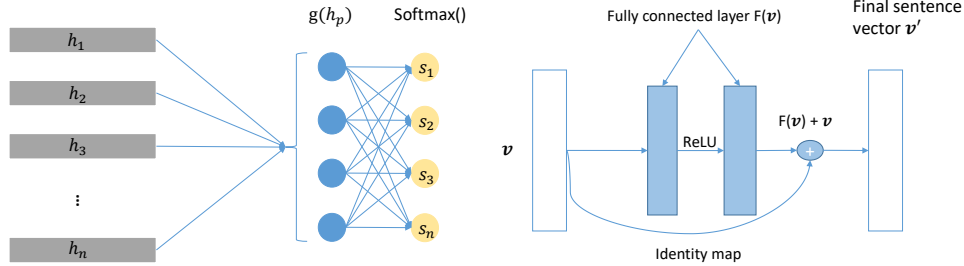 g(hₚ)
Softmax()
h₁
h₂
h₃
...
hₙ
s₁
s₂
s₃
sₙ
Fully connected layer F(v)
Final sentence
vector v′
v
ReLU
F(v) + v
+
Identity map